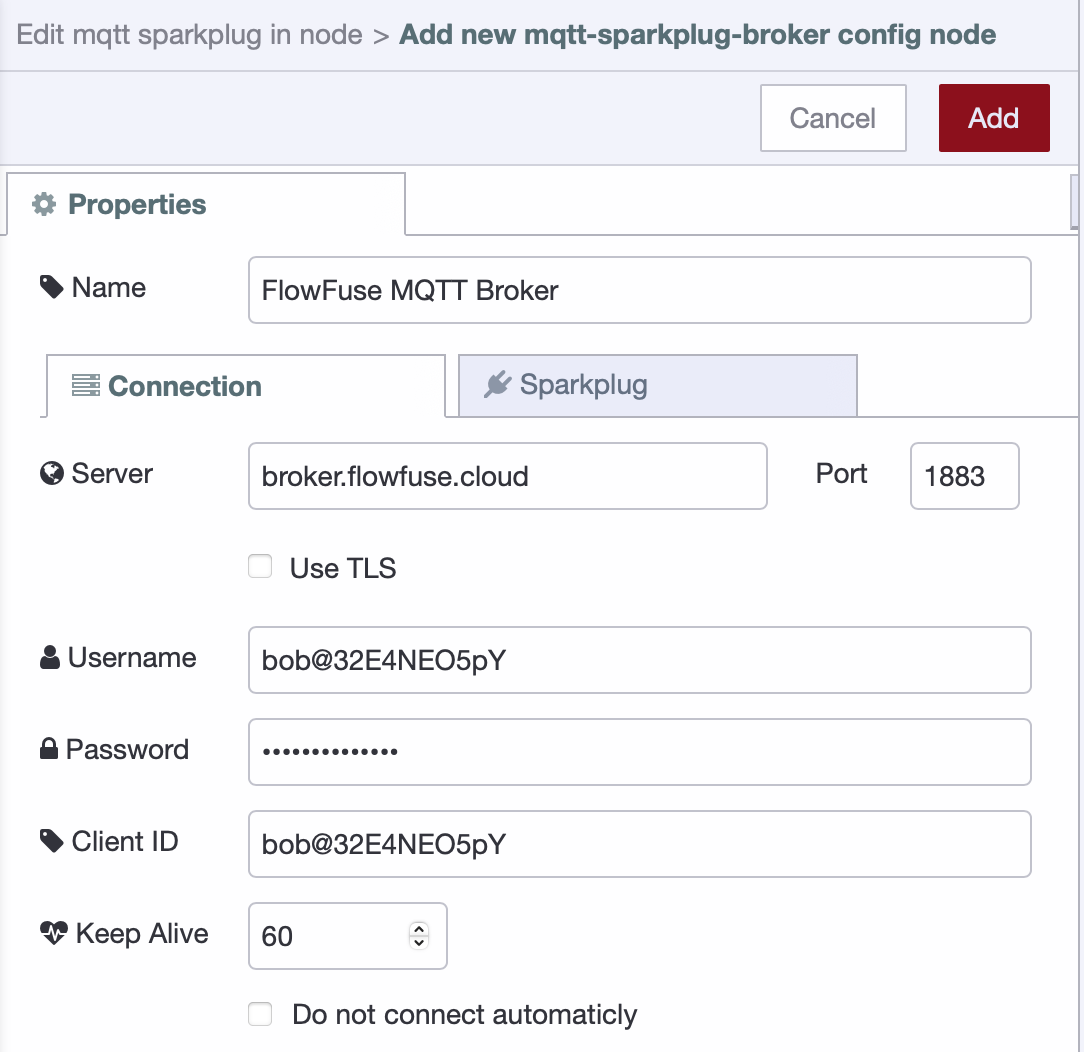 Edit mqtt sparkplug in node > Add new mqtt-sparkplug-broker config node
Cancel
Add
Properties
Name
FlowFuse MQTT Broker
Connection
Sparkplug
Server
broker.flowfuse.cloud
Port
1883
Use TLS
Username
bob@32E4NEO5pY
Password
••••••••••••••
Client ID
bob@32E4NEO5pY
Keep Alive
60
Do not connect automaticly